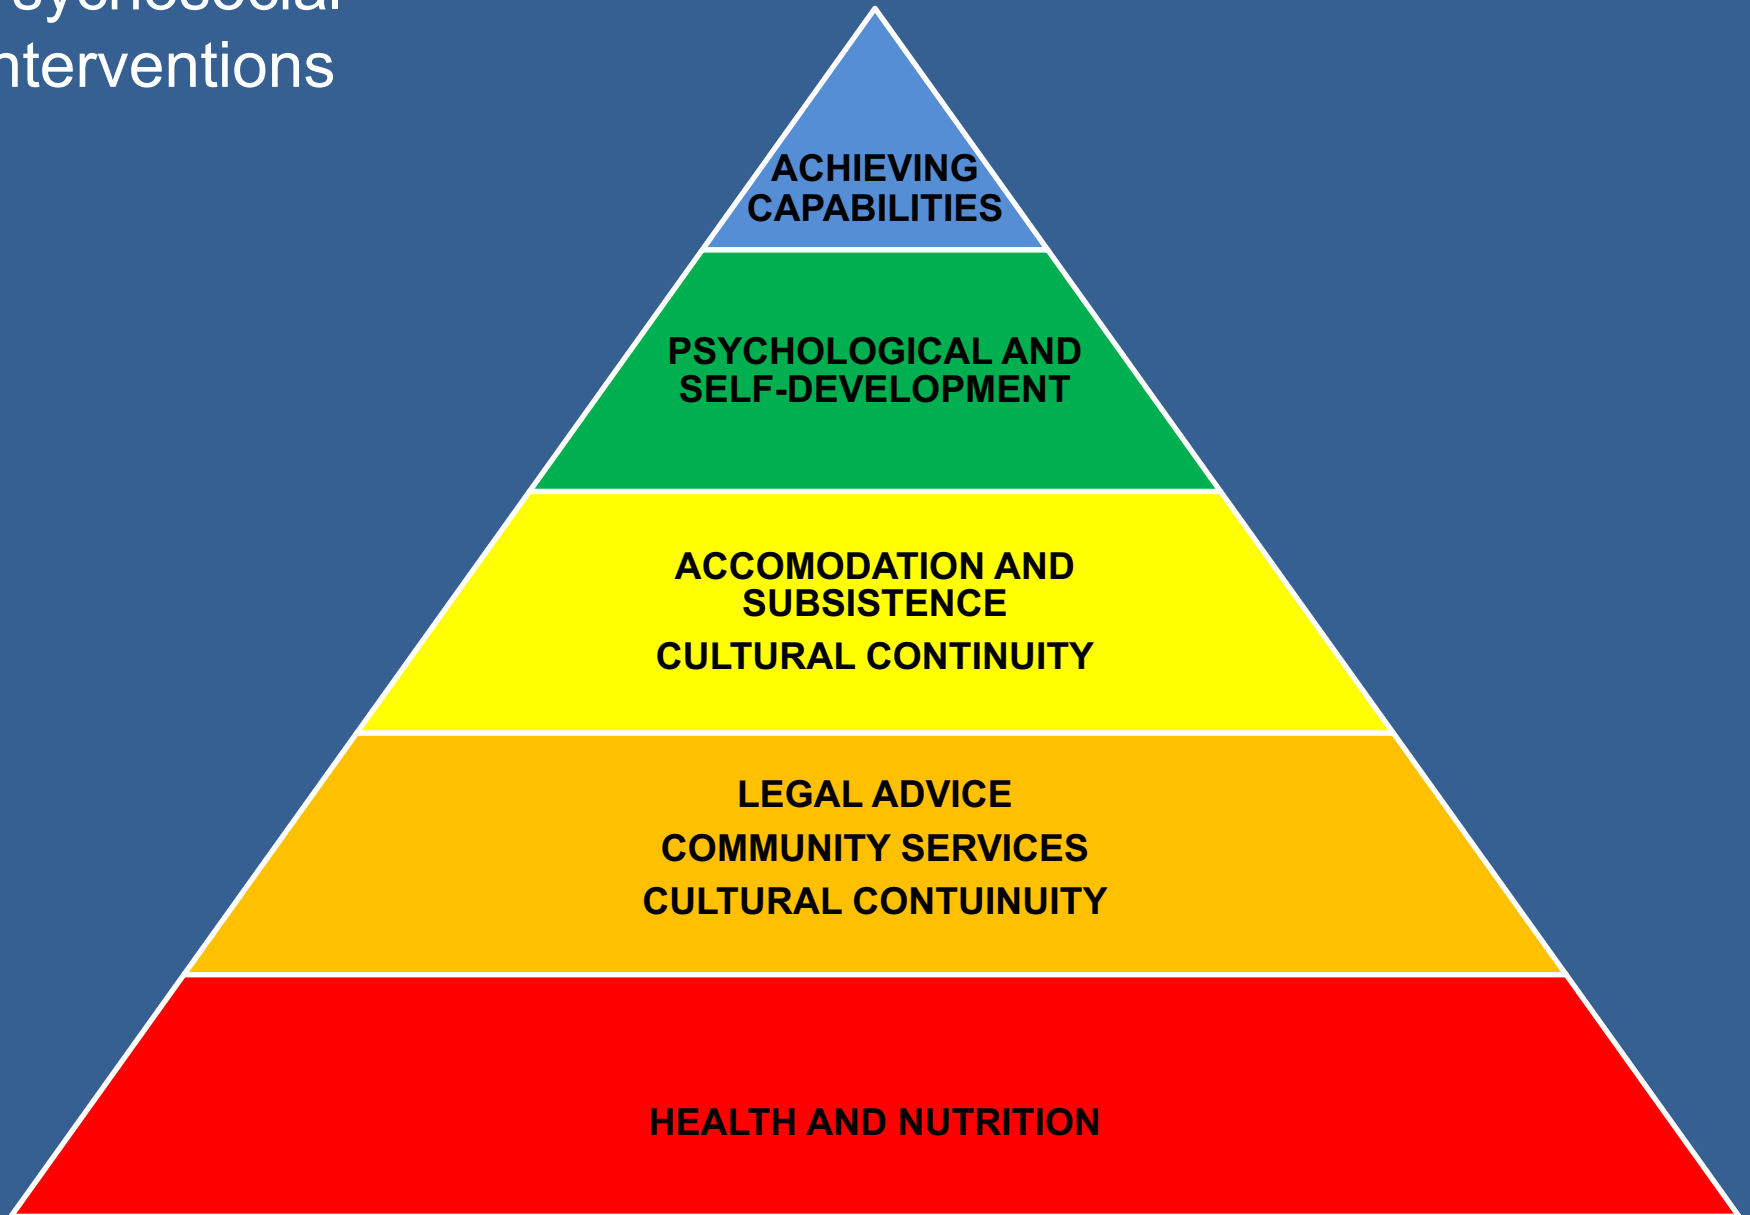 sychosocial
nterventions
ACHIEVING
CAPABILITIES
PSYCHOLOGICAL AND
SELF-DEVELOPMENT
ACCOMODATION AND
SUBSISTENCE
CULTURAL CONTINUITY
LEGAL ADVICE
COMMUNITY SERVICES
CULTURAL CONTUINUITY
HEALTH AND NUTRITION